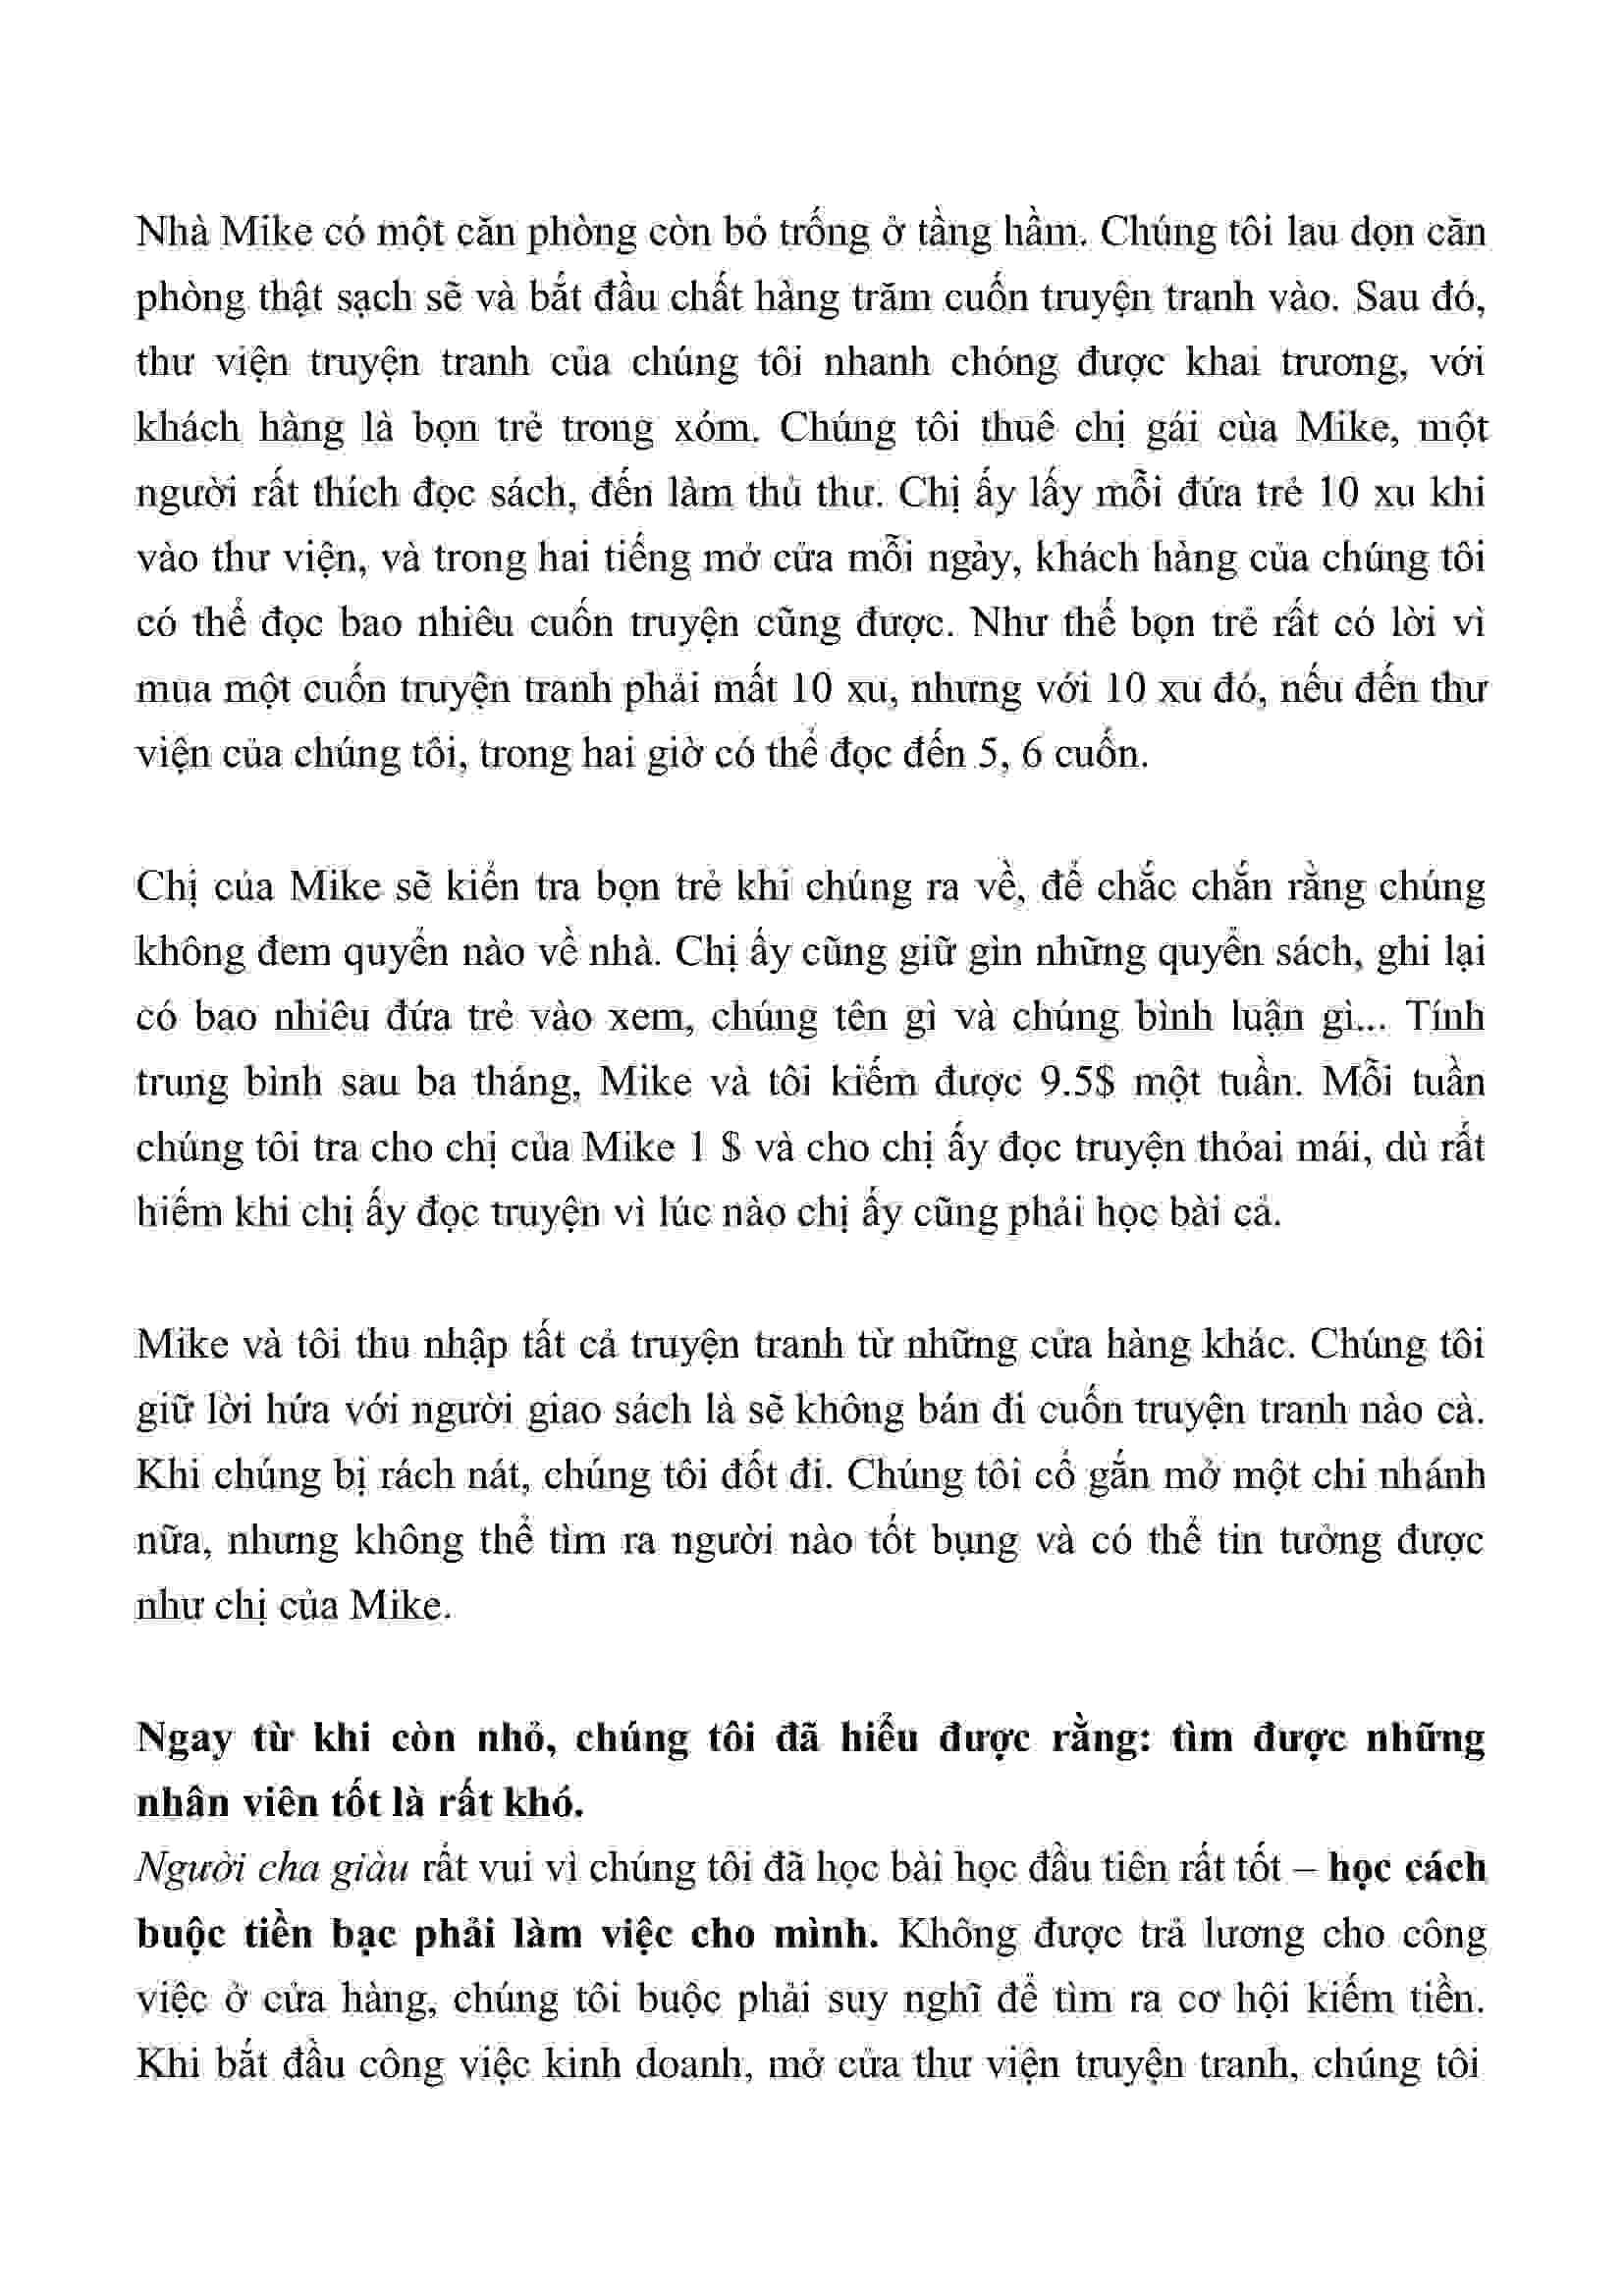 Nhà Mike có một căn phòng còn bỏ trống ở tầng hầm. Chúng tôi lau dọn căn
phòng thật sạch sẽ và bắt đầu chất hàng trăm cuốn truyện tranh vào. Sau đó,
thư viện truyện tranh của chúng tôi nhanh chóng được khai trương, với
khách hàng là bọn trẻ trong xóm. Chúng tôi thuê chị gái của Mike, một
người rất thích đọc sách, đến làm thủ thư. Chị ấy lấy mỗi đứa trẻ 10 xu khi
vào thư viện, và trong hai tiếng mở cửa mỗi ngày, khách hàng của chúng tôi
có thể đọc bao nhiêu cuốn truyện cũng được. Như thế bọn trẻ rất có lời vì
mua một cuốn truyện tranh phải mất 10 xu, nhưng với 10 xu đó, nếu đến thư
viện của chúng tôi, trong hai giờ có thể đọc đến 5, 6 cuốn.
Chị của Mike sẽ kiển tra bọn trẻ khi chúng ra về, để chắc chắn rằng chúng
không đem quyển nào về nhà. Chị ấy cũng giữ gìn những quyển sách, ghi lại
có bao nhiêu đứa trẻ vào xem, chúng tên gì và chúng bình luận gì... Tính
trung bình sau ba tháng, Mike và tôi kiếm được 9.5$ một tuần. Mỗi tuần
chúng tôi tra cho chị của Mike 1 $ và cho chị ấy đọc truyện thỏai mái, dù rất
hiếm khi chị ấy đọc truyện vì lúc nào chị ấy cũng phải học bài cả.
Mike và tôi thu nhập tất cả truyện tranh từ những cửa hàng khác. Chúng tôi
giữ lời hứa với người giao sách là sẽ không bán đi cuốn truyện tranh nào cả.
Khi chúng bị rách nát, chúng tôi đốt đi. Chúng tôi cố gắn mở một chi nhánh
nữa, nhưng không thể tìm ra người nào tốt bụng và có thể tin tưởng được
như chị của Mike.
Ngay từ khi còn nhỏ, chúng tôi đã hiểu được rằng: tìm được những
nhân viên tốt là rất khó.
Người cha giàu rất vui vì chúng tôi đã học bài học đầu tiên rất tốt – học cách
buộc tiền bạc phải làm việc cho mình. Không được trả lương cho công
việc ở cửa hàng, chúng tôi buộc phải suy nghĩ để tìm ra cơ hội kiếm tiền.
Khi bắt đầu công việc kinh doanh, mở cửa thư viện truyện tranh, chúng tôi